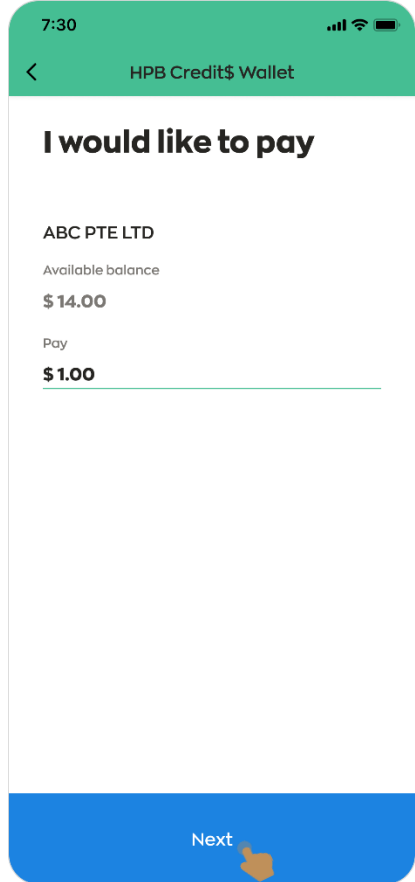 7:30
HPB Credit$ Wallet
I would like to pay
ABC PTE LTD
Available balance
$ 14.00
Pay
$ 1.00
Next